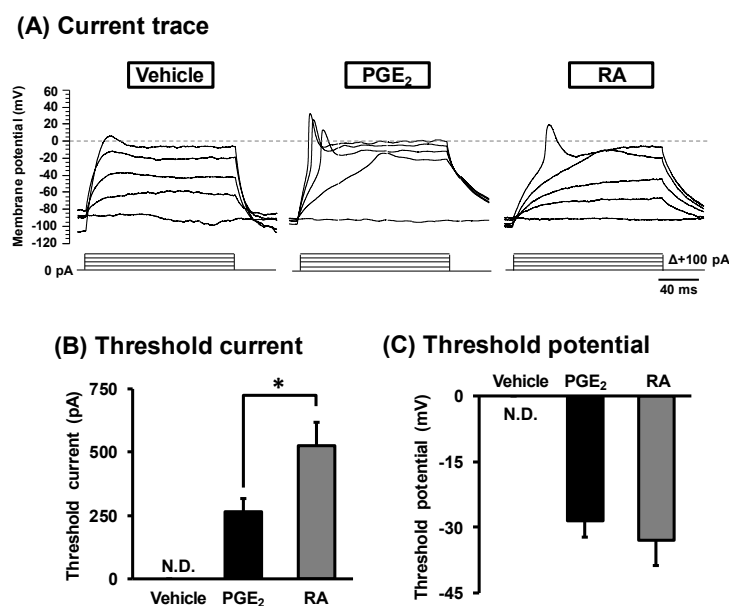 (A) Current trace
Vehicle
PGE₂
RA
Membrane potential (mV)
60
40
20
0
-20
-40
-60
-80
-100
-120
0 pA
Δ+100 pA
40 ms
(B) Threshold current
Threshold current (pA)
750
500
250
0
*
N.D.
Vehicle PGE₂ RA
(C) Threshold potential
Vehicle PGE₂ RA
Threshold potential (mV)
0
-15
-30
-45
N.D.